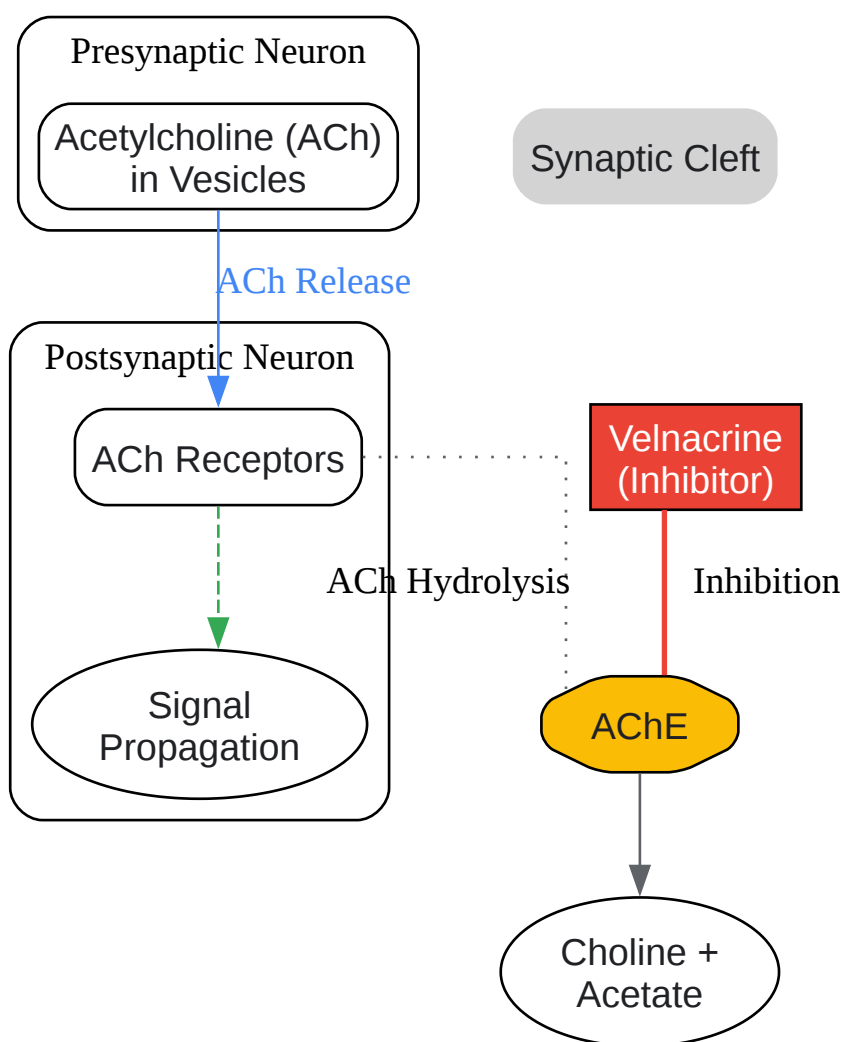 Presynaptic Neuron
Acetylcholine (ACh)
in Vesicles
Synaptic Cleft
ACh Release
Postsynaptic Neuron
ACh Receptors
Velnacrine
(Inhibitor)
ACh Hydrolysis
Inhibition
Signal
Propagation
AChE
Choline +
Acetate